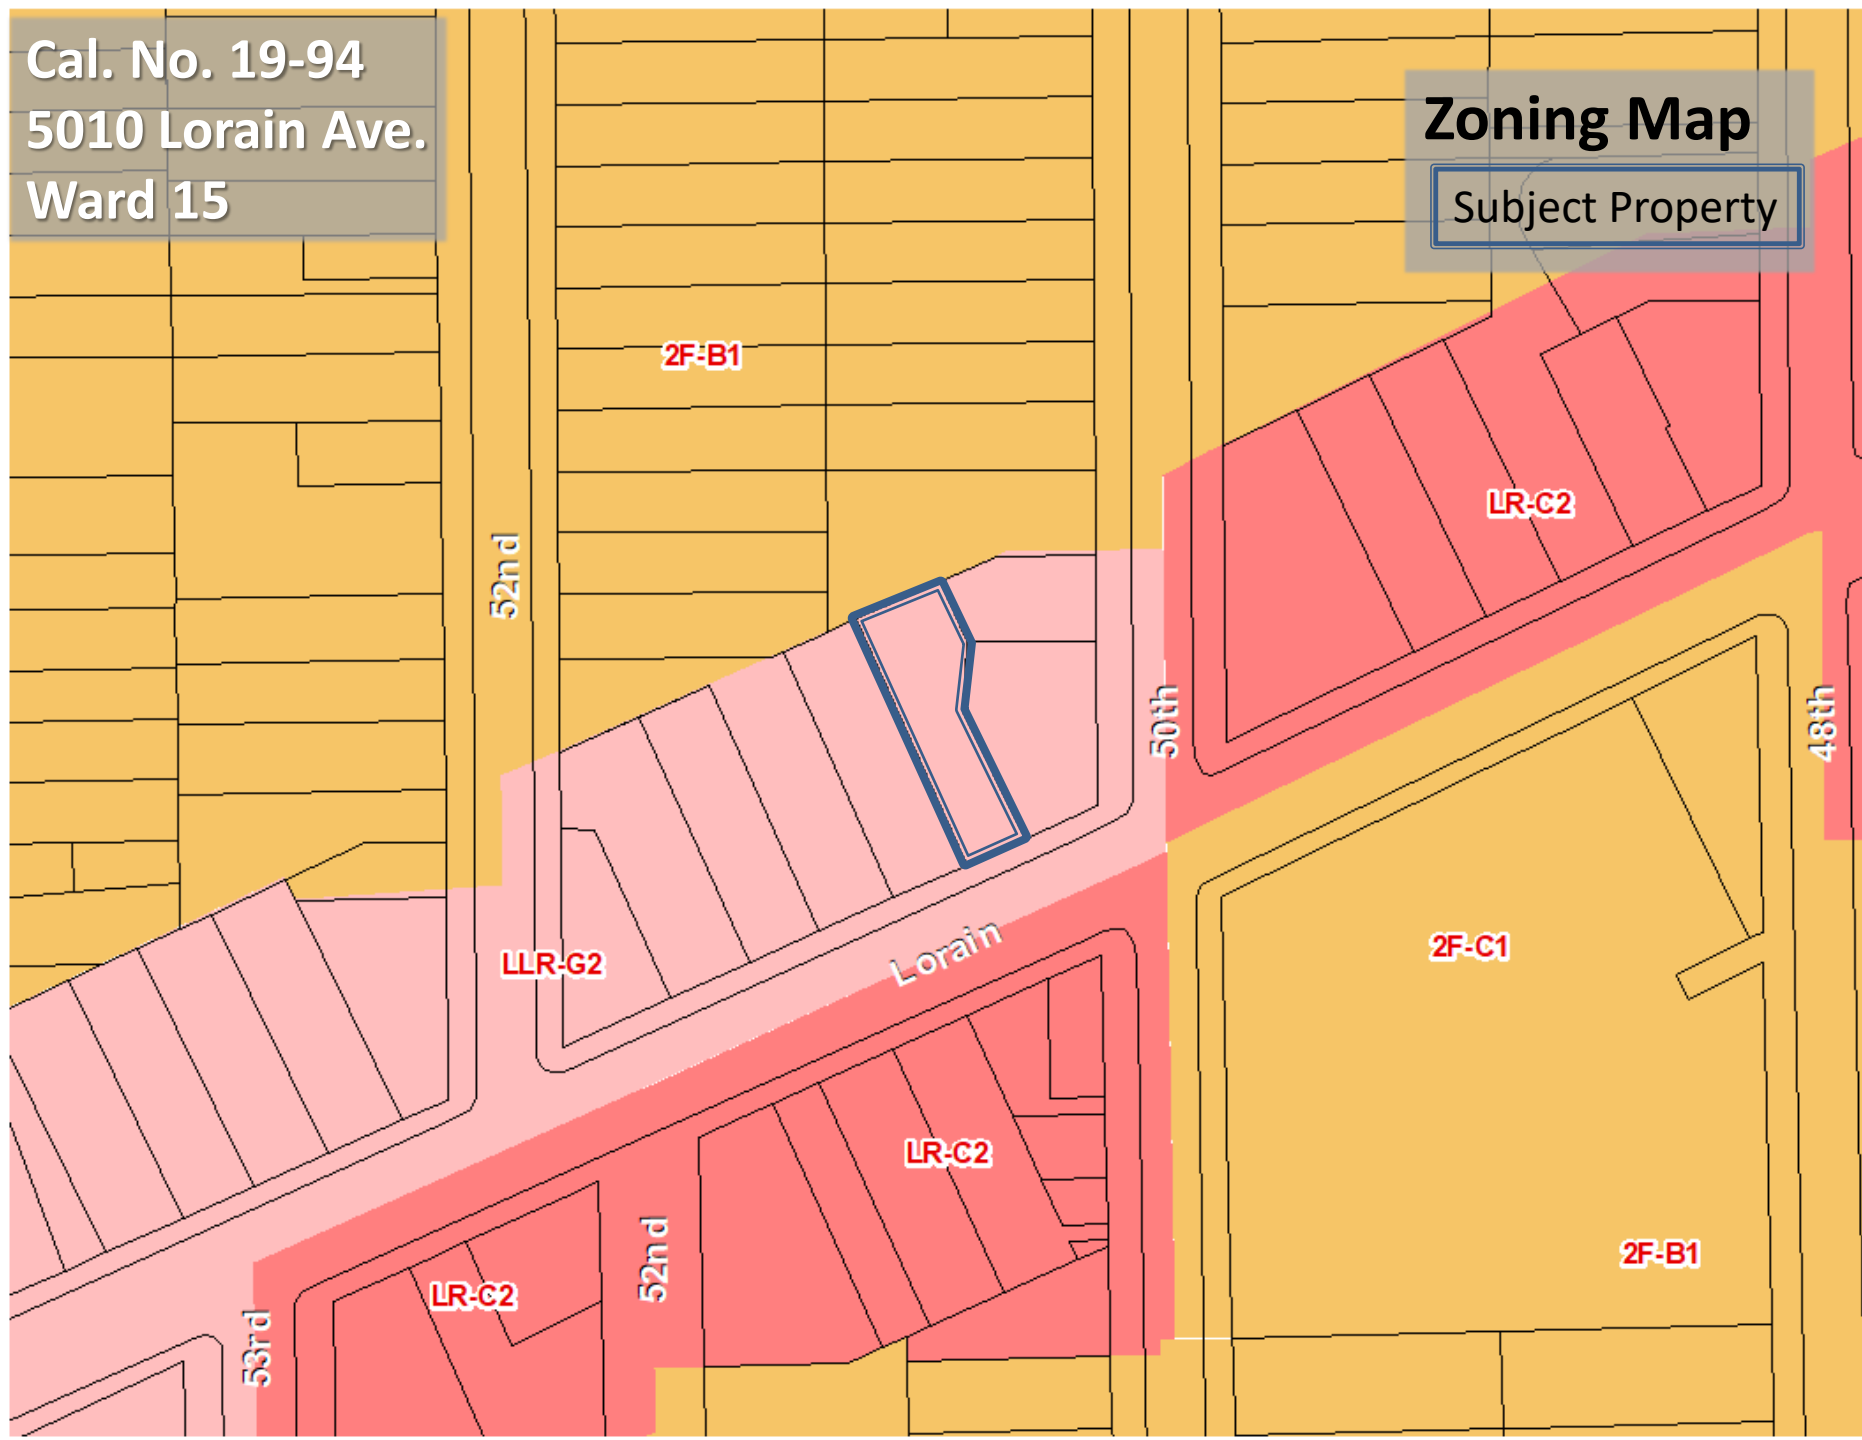 Cal. No. 19-94
5010 Lorain Ave.
Ward 15
Zoning Map
Subject Property
2F-B1
LR-C2
52nd
50th
48th
LLR-G2
Lorain
2F-C1
LR-C2
52nd
2F-B1
LR-C2
53rd